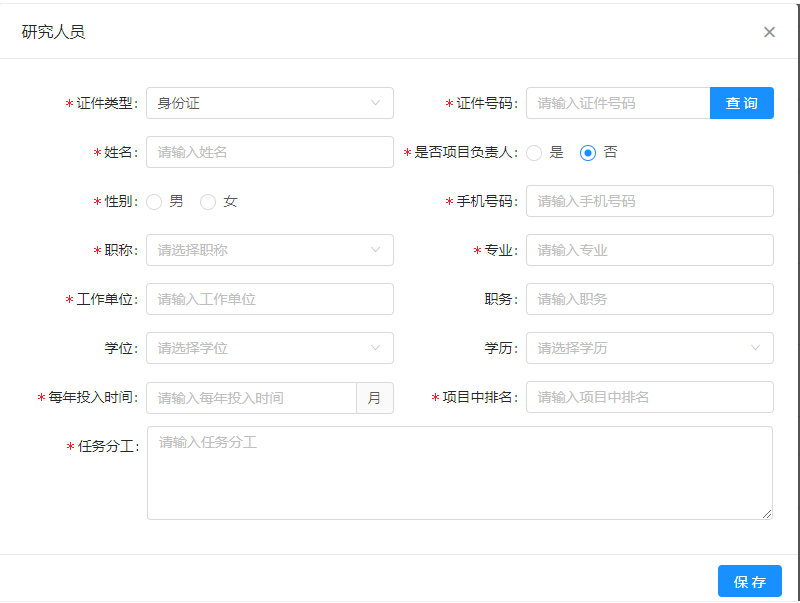 研究人员
* 证件类型: 身份证 * 证件号码: 请输入证件号码 查 询
* 姓名: 请输入姓名 * 是否项目负责人: 是 否
* 性别: 男 女 * 手机号码: 请输入手机号码
* 职称: 请选择职称 * 专业: 请输入专业
* 工作单位: 请输入工作单位 职务: 请输入职务
学位: 请选择学位 学历: 请选择学历
* 每年投入时间: 请输入每年投入时间 月 * 项目中排名: 请输入项目中排名
* 任务分工: 请输入任务分工
保 存